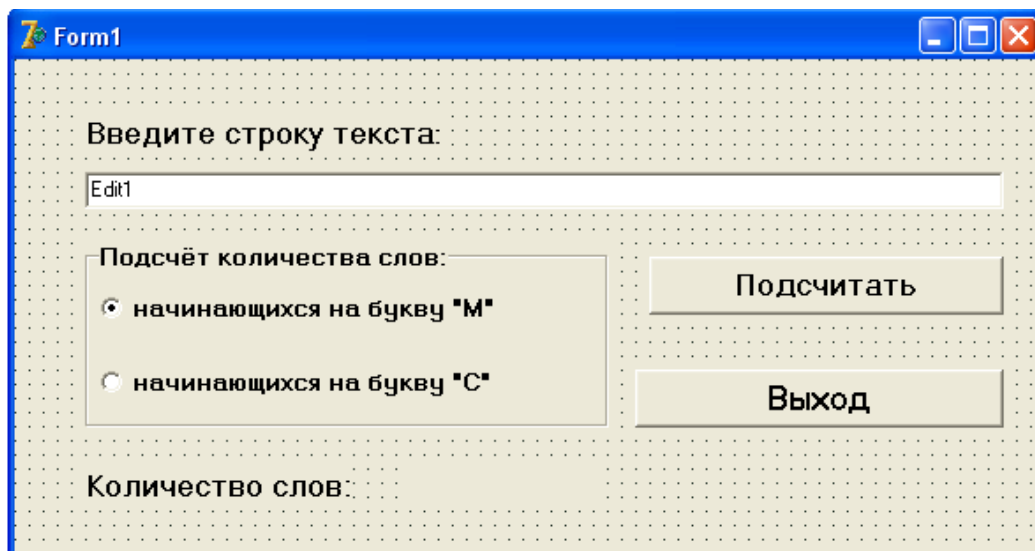 Form1
Введите строку текста:
Edit1
Подсчёт количества слов:
начинающихся на букву "М"
начинающихся на букву "С"
Подсчитать
Выход
Количество слов: